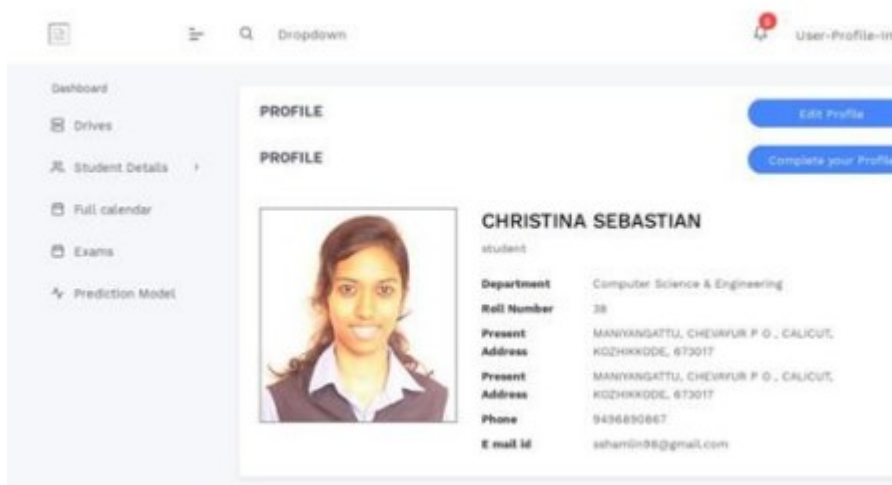 Dropdown
User-Profile-In
Dashboard
Drives
Student Details
Full calendar
Exams
Prediction Model
PROFILE
Edit Profile
PROFILE
Complete your Profile
CHRISTINA SEBASTIAN
student
Department Computer Science & Engineering
Roll Number 38
Present MANIYANGATTU, CHEVAYUR P O , CALICUT,
Address KOZHIKKODE, 673017
Present MANIYANGATTU, CHEVAYUR P O , CALICUT,
Address KOZHIKKODE, 673017
Phone 9496890867
E mail id